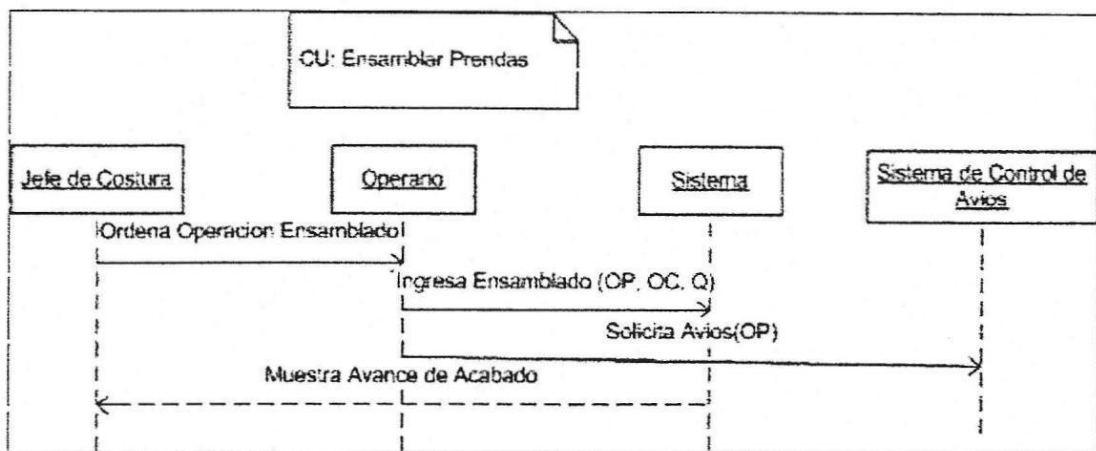 CU: Ensamblar Prendas
Jefe de Costura
Operario
Sistema
Sistema de Control de
Avios
Ordena Operacion Ensamblado
Ingresa Ensamblado (OP, OC, Q)
Solicita Avios(OP)
Muestra Avance de Acabado